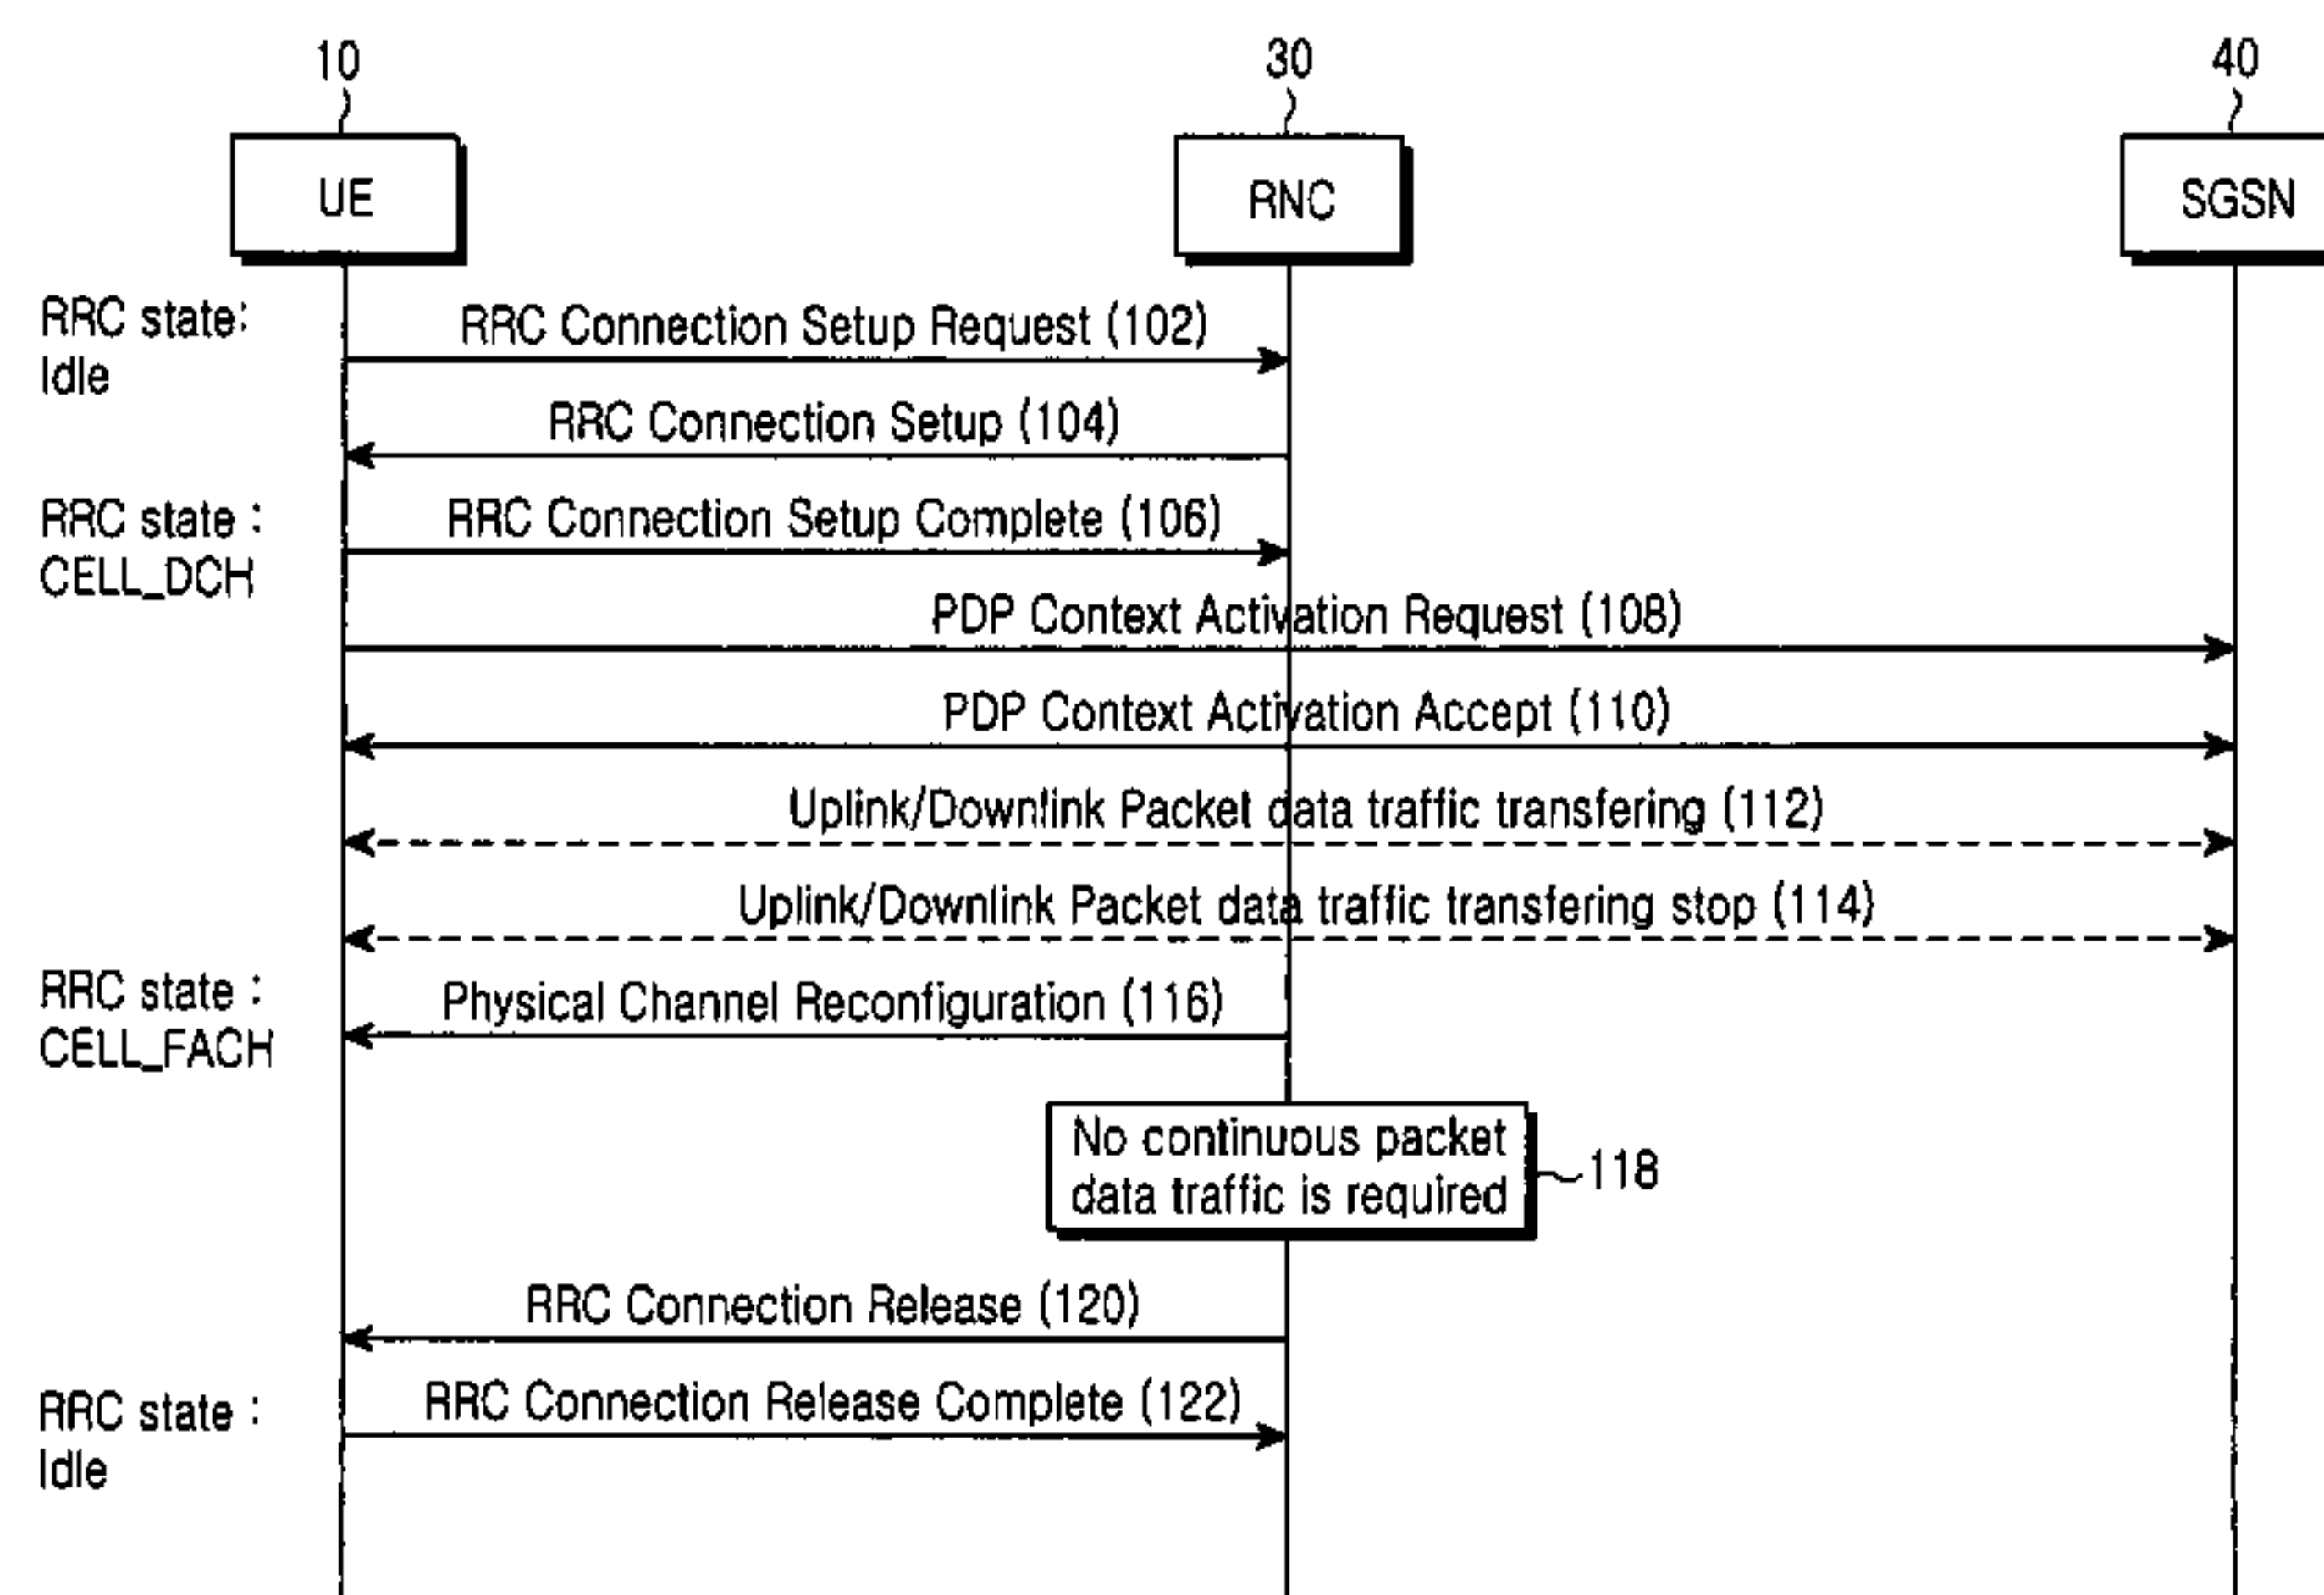 10
30
40
UE
RNC
SGSN
RRC state:
Idle
RRC Connection Setup Request (102)
RRC Connection Setup (104)
RRC state :
CELL_DCH
RRC Connection Setup Complete (106)
PDP Context Activation Request (108)
PDP Context Activation Accept (110)
Uplink/Downlink Packet data traffic transfering (112)
Uplink/Downlink Packet data traffic transfering stop (114)
RRC state :
CELL_FACH
Physical Channel Reconfiguration (116)
No continuous packet
data traffic is required
118
RRC Connection Release (120)
RRC state :
Idle
RRC Connection Release Complete (122)